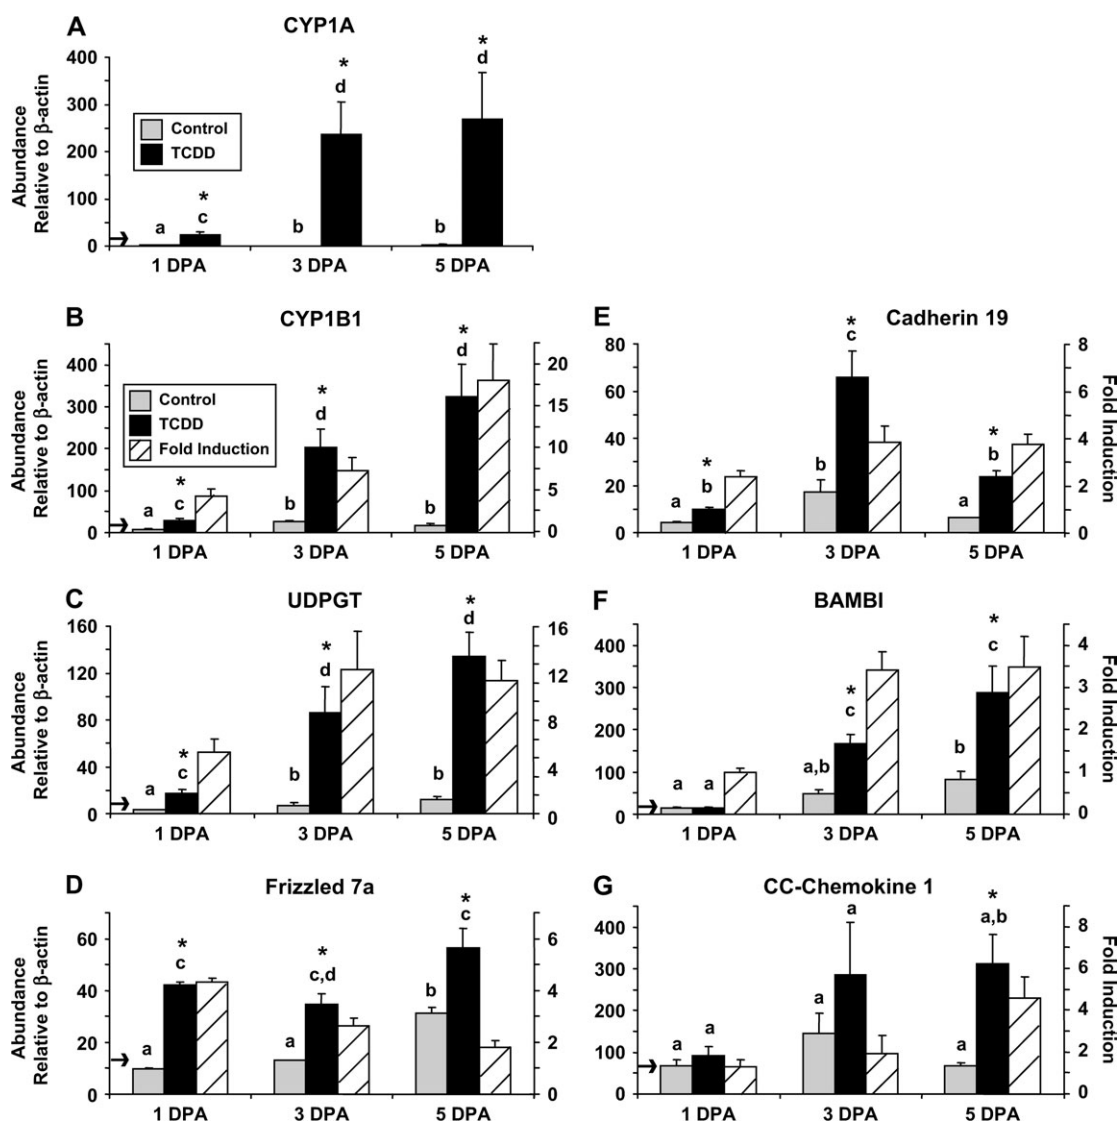 A CYP1A
Abundance
Relative to β-actin
400
300
200
100
0
Control
TCDD
a
*
c
b
*
d
b
*
d
1 DPA 3 DPA 5 DPA
B CYP1B1
Abundance
Relative to β-actin
400
300
200
100
0
Control
TCDD
Fold Induction
a
*
c
b
*
d
b
*
d
20
15
10
5
0
1 DPA 3 DPA 5 DPA
C UDPGT
Abundance
Relative to β-actin
160
120
80
40
0
a
*
c
b
*
d
b
*
d
16
12
8
4
0
1 DPA 3 DPA 5 DPA
D Frizzled 7a
Abundance
Relative to β-actin
60
40
20
0
a
*
c
a
*
c,d
b
*
c
6
4
2
0
1 DPA 3 DPA 5 DPA
E Cadherin 19
80
60
40
20
0
a
*
b
b
*
c
a
*
b
8
6
4
2
0
Fold Induction
1 DPA 3 DPA 5 DPA
F BAMBI
400
300
200
100
0
a
a
a,b
*
c
b
*
c
4
3
2
1
0
Fold Induction
1 DPA 3 DPA 5 DPA
G CC-Chemokine 1
400
300
200
100
0
a
a
a
a
a
*
a,b
8
6
4
2
0
Fold Induction
1 DPA 3 DPA 5 DPA